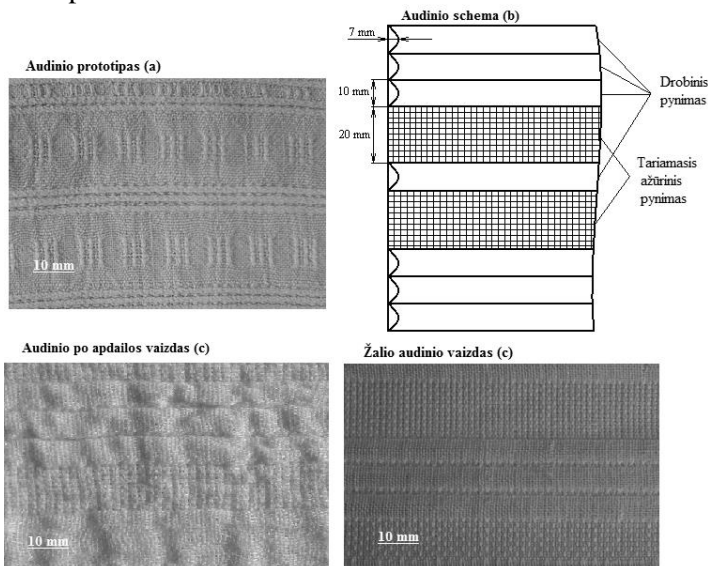 Audinio prototipas (a)
10 mm
Audinio schema (b)
7 mm
10 mm
20 mm
Drobinis
pynimas
Tariamasis
ažūrinis
pynimas
Audinio po apdailos vaizdas (c)
10 mm
Žalio audinio vaizdas (c)
10 mm